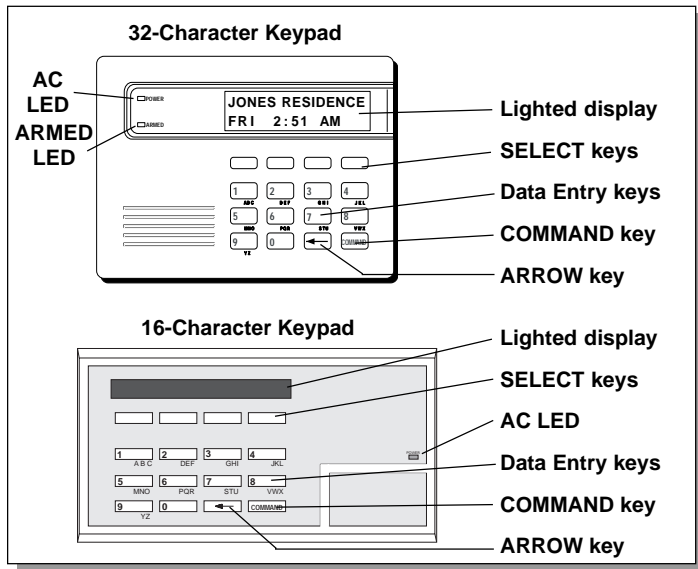 32-Character Keypad
AC LED
POWER
ARMED LED
ARMED
JONES RESIDENCE
FRI 2:51 AM
Lighted display
SELECT keys
1 2 3 4
ABC DEF GHI JKL
Data Entry keys
5 6 7 8
MNO PQR STU VWX
COMMAND key
9 0 COMMAND
YZ
ARROW key
16-Character Keypad
Lighted display
SELECT keys
AC LED
POWER
1 2 3 4
ABC DEF GHI JKL
Data Entry keys
5 6 7 8
MNO PQR STU VWX
COMMAND key
9 0 COMMAND
YZ
ARROW key